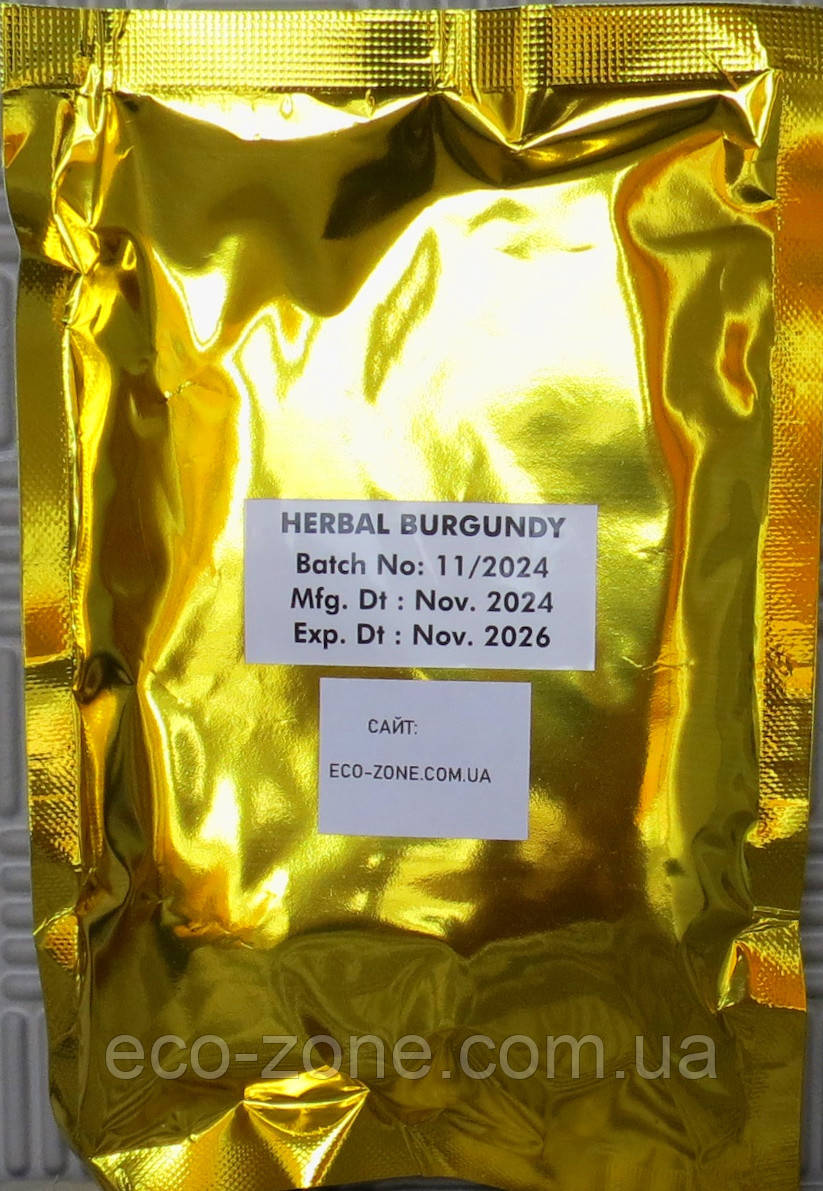 HERBAL BURGUNDY
Batch No: 11/2024
Mfg. Dt : Nov. 2024
Exp. Dt : Nov. 2026
САЙТ:
ECO-ZONE.COM.UA
eco-zone.com.ua